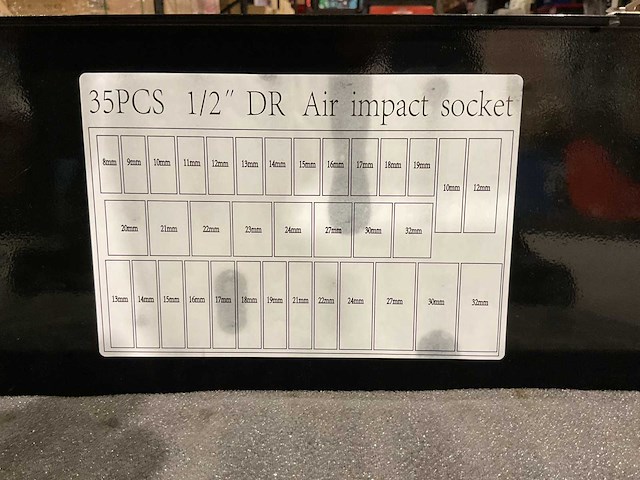 35PCS 1/2" DR Air impact socket
8mm 9mm 10mm 11mm 12mm 13mm 14mm 15mm 16mm 17mm 18mm 19mm 10mm 12mm
20mm 21mm 22mm 23mm 24mm 27mm 30mm 32mm
13mm 14mm 15mm 16mm 17mm 18mm 19mm 21mm 22mm 24mm 27mm 30mm 32mm